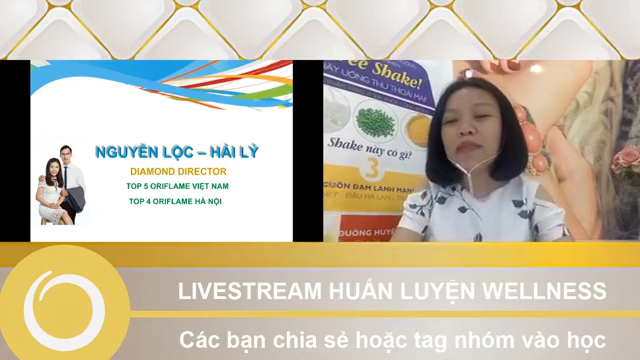 NGUYỄN LỘC – HẢI LÝ
DIAMOND DIRECTOR
TOP 5 ORIFLAME VIỆT NAM
TOP 4 ORIFLAME HÀ NỘI
Shake!
Shake này có gì?
3
LIVESTREAM HUẤN LUYỆN WELLNESS
Các bạn chia sẻ hoặc tag nhóm vào học